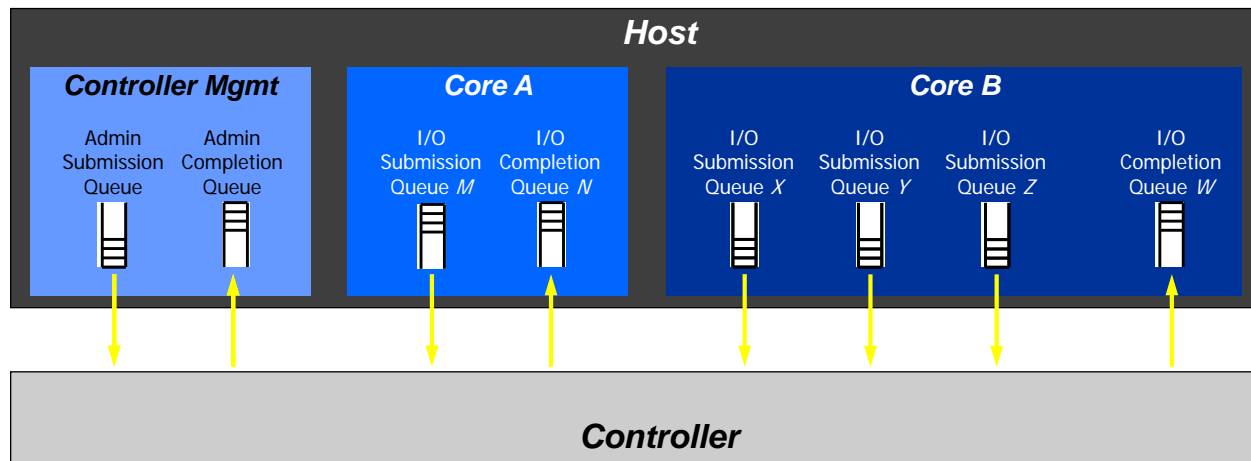 Host
Controller Mgmt
Admin
Submission
Queue
Admin
Completion
Queue
Core A
I/O
Submission
Queue M
I/O
Completion
Queue N
Core B
I/O
Submission
Queue X
I/O
Submission
Queue Y
I/O
Submission
Queue Z
I/O
Completion
Queue W
Controller